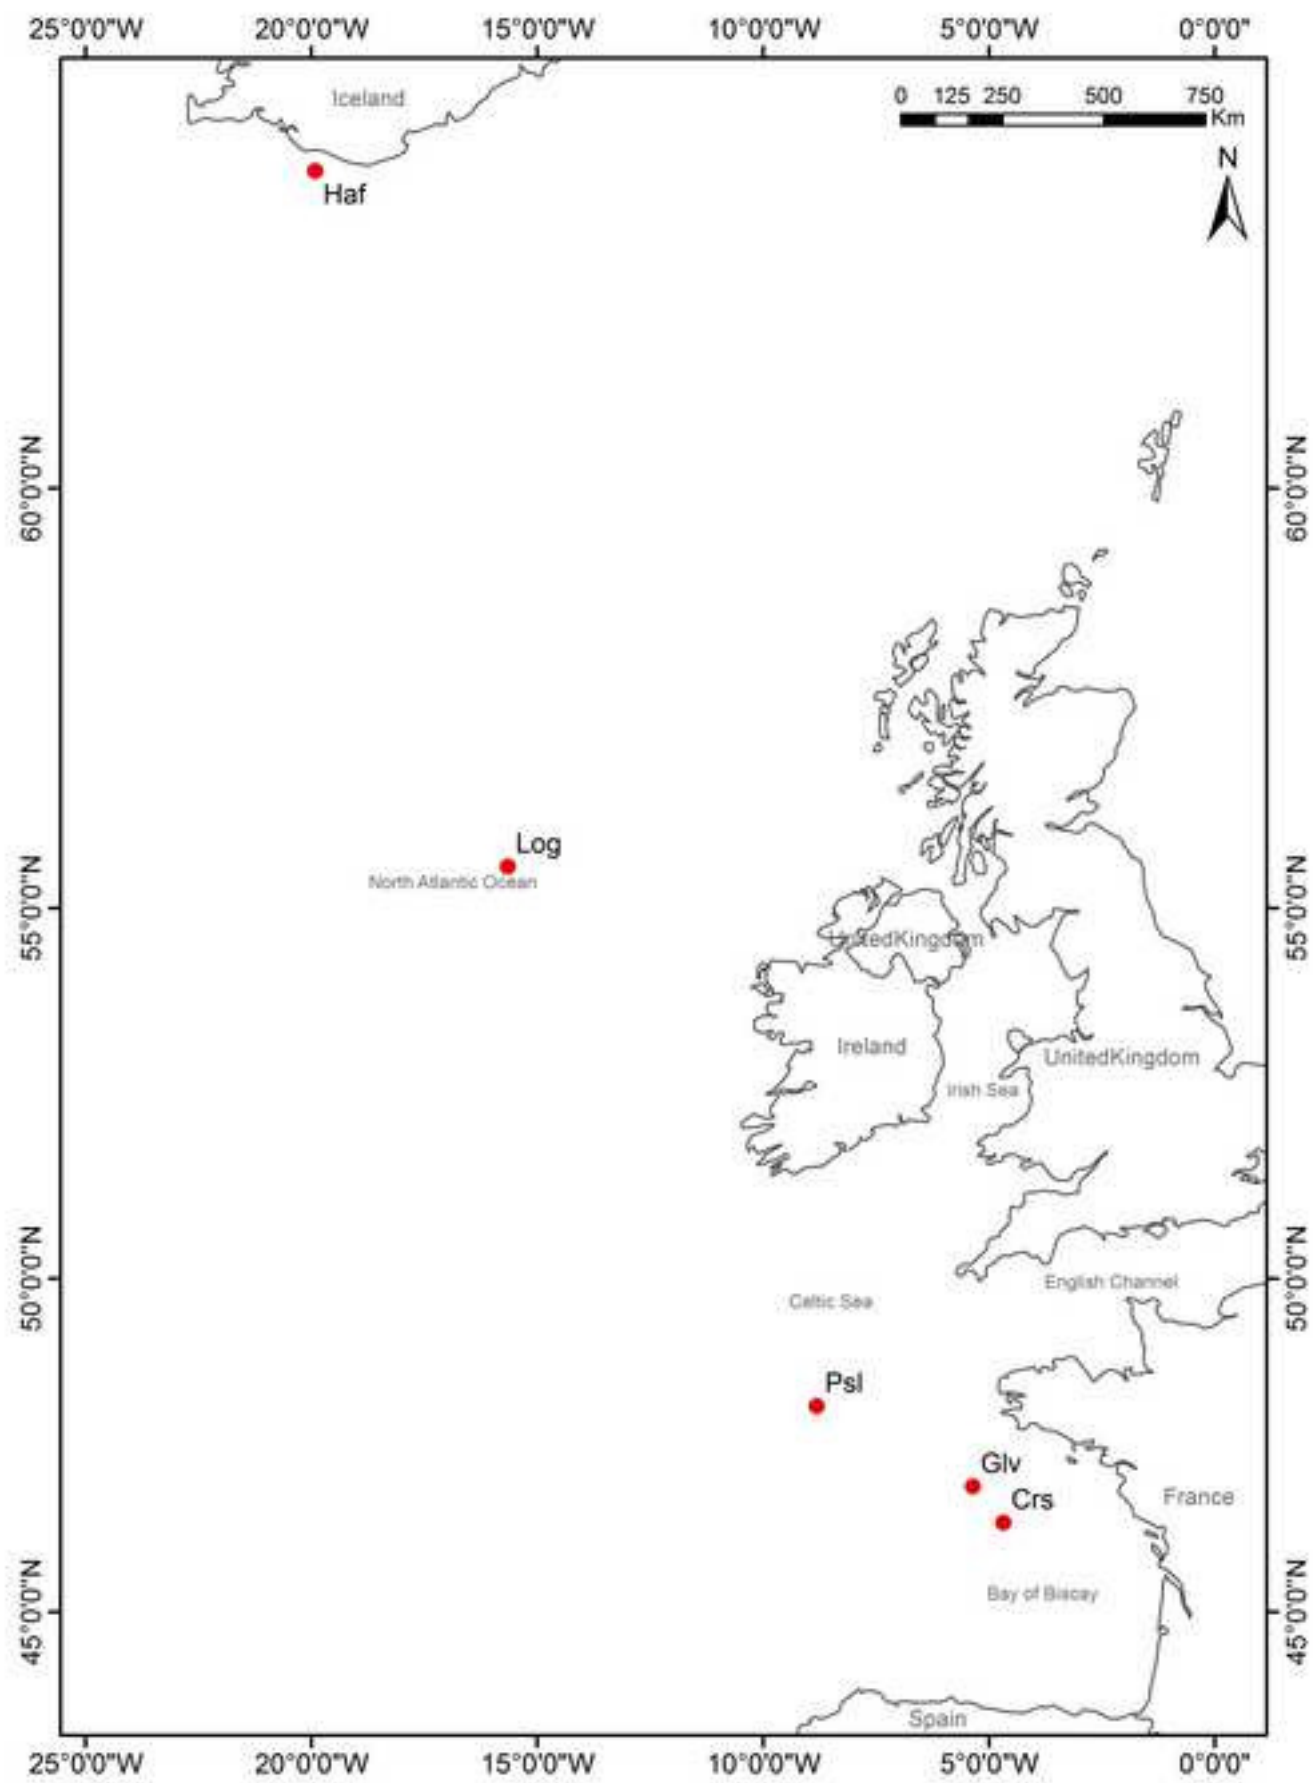 25°0'0"W 20°0'0"W 15°0'0"W 10°0'0"W 5°0'0"W 0°0'0"
0 125 250 500 750
Km
Iceland
N
Haf
60°0'0"N 60°0'0"N
Log
North Atlantic Ocean
55°0'0"N 55°0'0"N
UnitedKingdom
Ireland
UnitedKingdom
Irish Sea
50°0'0"N 50°0'0"N
English Channel
Celtic Sea
Psl
Glv
Crs
France
45°0'0"N 45°0'0"N
Bay of Biscay
Spain
25°0'0"W 20°0'0"W 15°0'0"W 10°0'0"W 5°0'0"W 0°0'0"